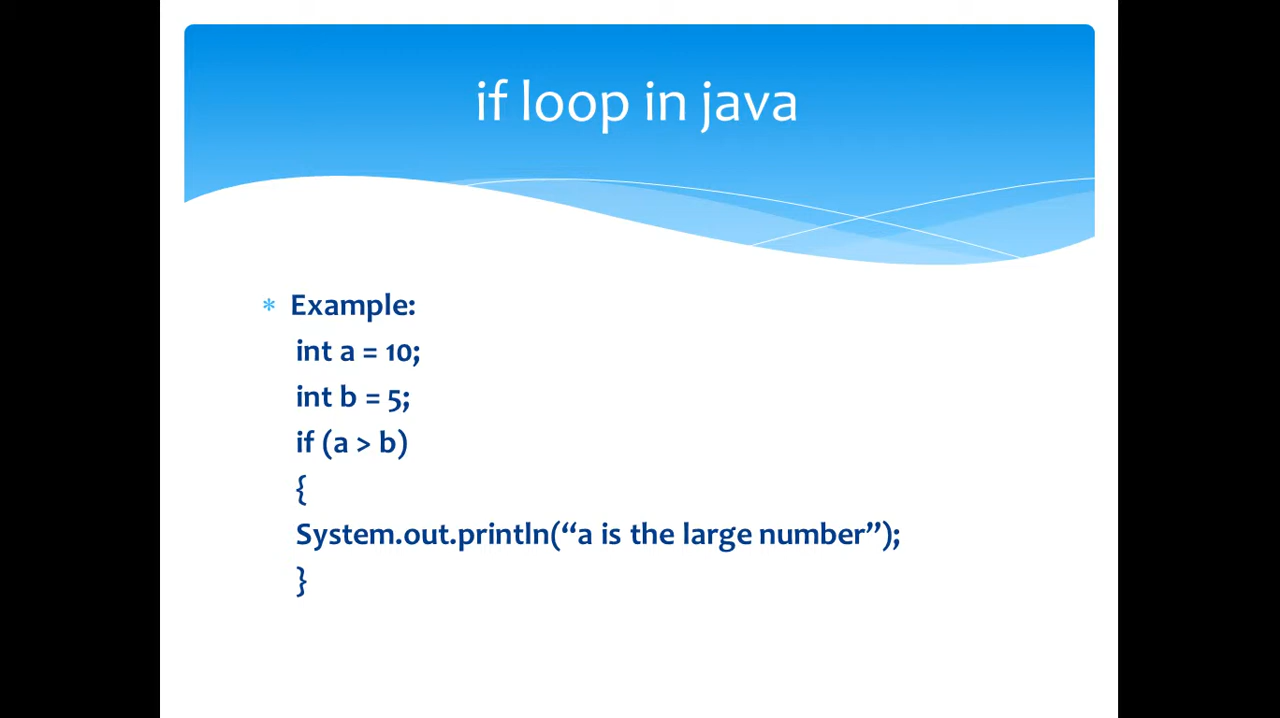 if loop in java
* Example:
int a = 10;
int b = 5;
if (a > b)
{
System.out.println(“a is the large number”);
}